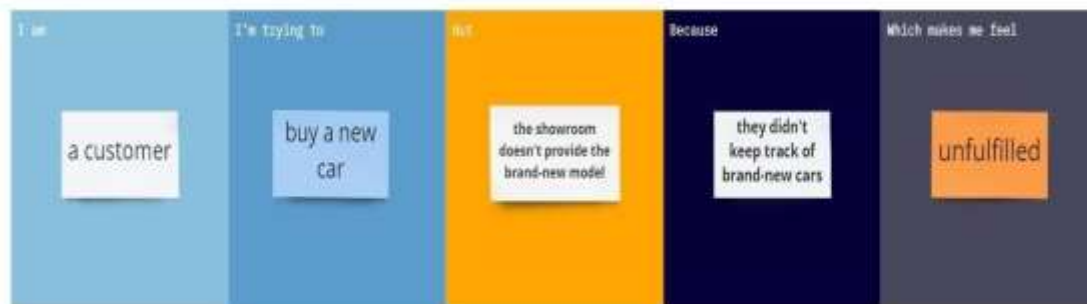 I am
a customer
I'm trying to
buy a new
car
But
the showroom
doesn't provide the
brand-new model
Because
they didn't
keep track of
brand-new cars
Which makes me feel
unfulfilled